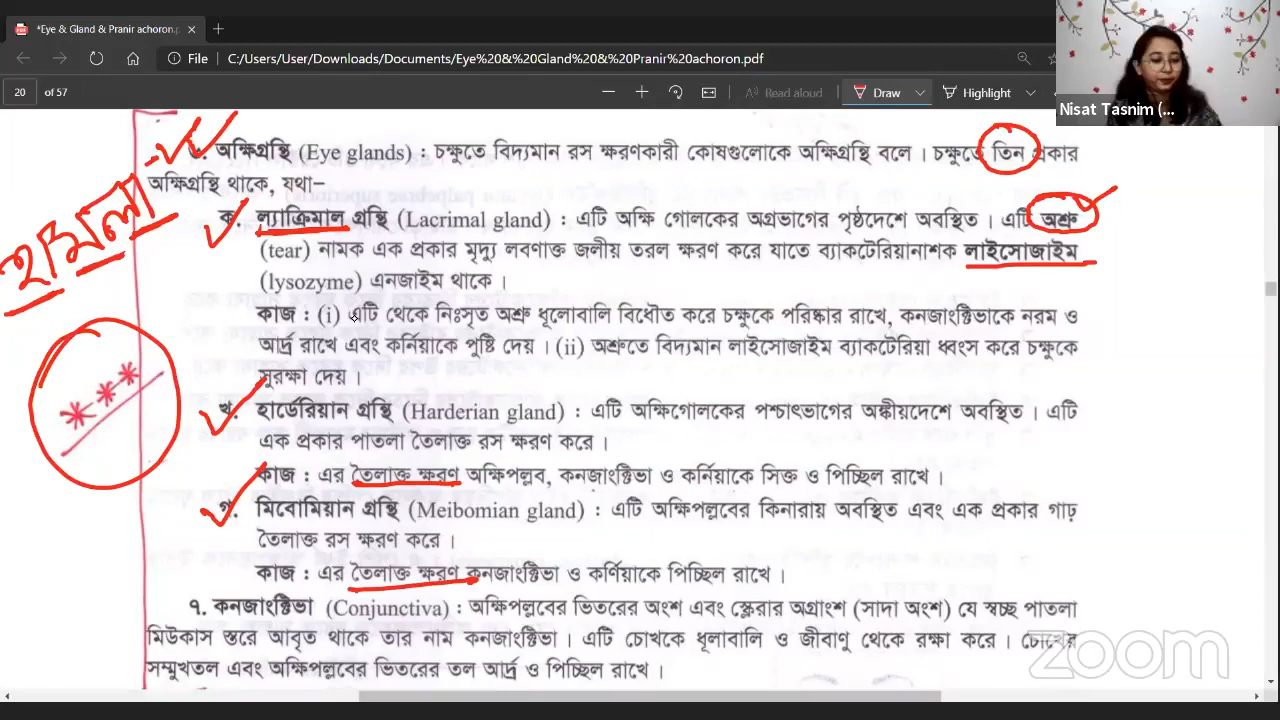 *Eye & Gland & Pranir achoron.p
File C:/Users/User/Downloads/Documents/Eye%20&%20Gland%20&%20Pranir%20achoron.pdf
20 of 57 Read aloud Draw Highlight
Nisat Tasnim (...
অক্ষিগ্রন্থি (Eye glands) : চক্ষুতে বিদ্যমান রস ক্ষরণকারী কোষগুলোকে অক্ষিগ্রন্থি বলে। চক্ষুতে তিন প্রকার
অক্ষিগ্রন্থি থাকে, যথা–
ক. ল্যাক্রিমাল গ্রন্থি (Lacrimal gland) : এটি অক্ষি গোলকের অগ্রভাগের পৃষ্ঠদেশে অবস্থিত। এটি অশ্রু
(tear) নামক এক প্রকার মৃদ্যু লবণাক্ত জলীয় তরল ক্ষরণ করে যাতে ব্যাকটেরিয়ানাশক লাইসোজাইম
(lysozyme) এনজাইম থাকে।
কাজ : (i) এটি থেকে নিঃসৃত অশ্রু ধূলোবালি বিধৌত করে চক্ষুকে পরিষ্কার রাখে, কনজাংক্টিভাকে নরম ও
আর্দ্র রাখে এবং কর্নিয়াকে পুষ্টি দেয়। (ii) অশ্রুতে বিদ্যমান লাইসোজাইম ব্যাকটেরিয়া ধ্বংস করে চক্ষুকে
সুরক্ষা দেয়।
খ. হার্ডেরিয়ান গ্রন্থি (Harderian gland) : এটি অক্ষিগোলকের পশ্চাৎভাগের অঙ্কীয়দেশে অবস্থিত। এটি
এক প্রকার পাতলা তৈলাক্ত রস ক্ষরণ করে।
কাজ : এর তৈলাক্ত ক্ষরণ অক্ষিপল্লব, কনজাংক্টিভা ও কর্নিয়াকে সিক্ত ও পিচ্ছিল রাখে।
গ. মিবোমিয়ান গ্রন্থি (Meibomian gland) : এটি অক্ষিপল্লবের কিনারায় অবস্থিত এবং এক প্রকার গাঢ়
তৈলাক্ত রস ক্ষরণ করে।
কাজ : এর তৈলাক্ত ক্ষরণ কনজাংক্টিভা ও কর্ণিয়াকে পিচ্ছিল রাখে।
৭. কনজাংক্টিভা (Conjunctiva) : অক্ষিপল্লবের ভিতরের অংশ এবং স্ক্লেরার অগ্রাংশ (সাদা অংশ) যে স্বচ্ছ পাতলা
মিউকাস স্তরে আবৃত থাকে তার নাম কনজাংক্টিভা। এটি চোখকে ধূলাবালি ও জীবাণু থেকে রক্ষা করে। চোখের
সম্মুখতল এবং অক্ষিপল্লবের ভিতরের তল আর্দ্র ও পিচ্ছিল রাখে।
হামলা
zoom